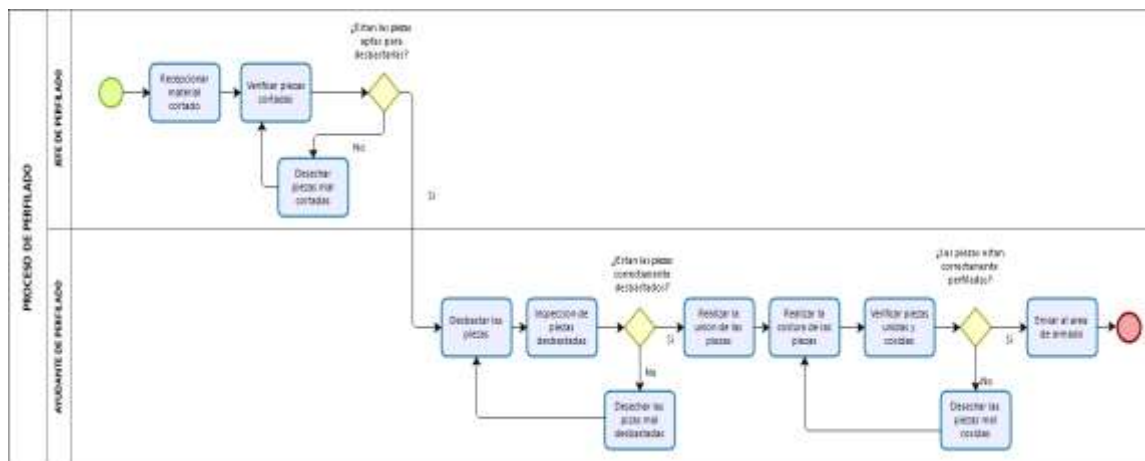 PROCESO DE PERFILADO
JEFE DE PERFILADO
Recepcionar
material
cortado
Verificar piezas
cortadas
¿Estan las piezas
aptas para
desbastarlas?
No
Desechar
piezas mal
cortadas
Si
AYUDANTE DE PERFILADO
Desbastar las
piezas
Inspeccion de
piezas
desbastadas
¿Estan las piezas
correctamente
desbastadas?
Si
No
Desechar las
mal
desbastadas
Realizar la
union de las
piezas
Realizar la
costura de las
piezas
Verificar piezas
unidas y
cosidas
¿Las piezas estan
correctamente
perfiladas?
Si
No
Desechar las
piezas mal
cosidas
Enviar al area
de armado